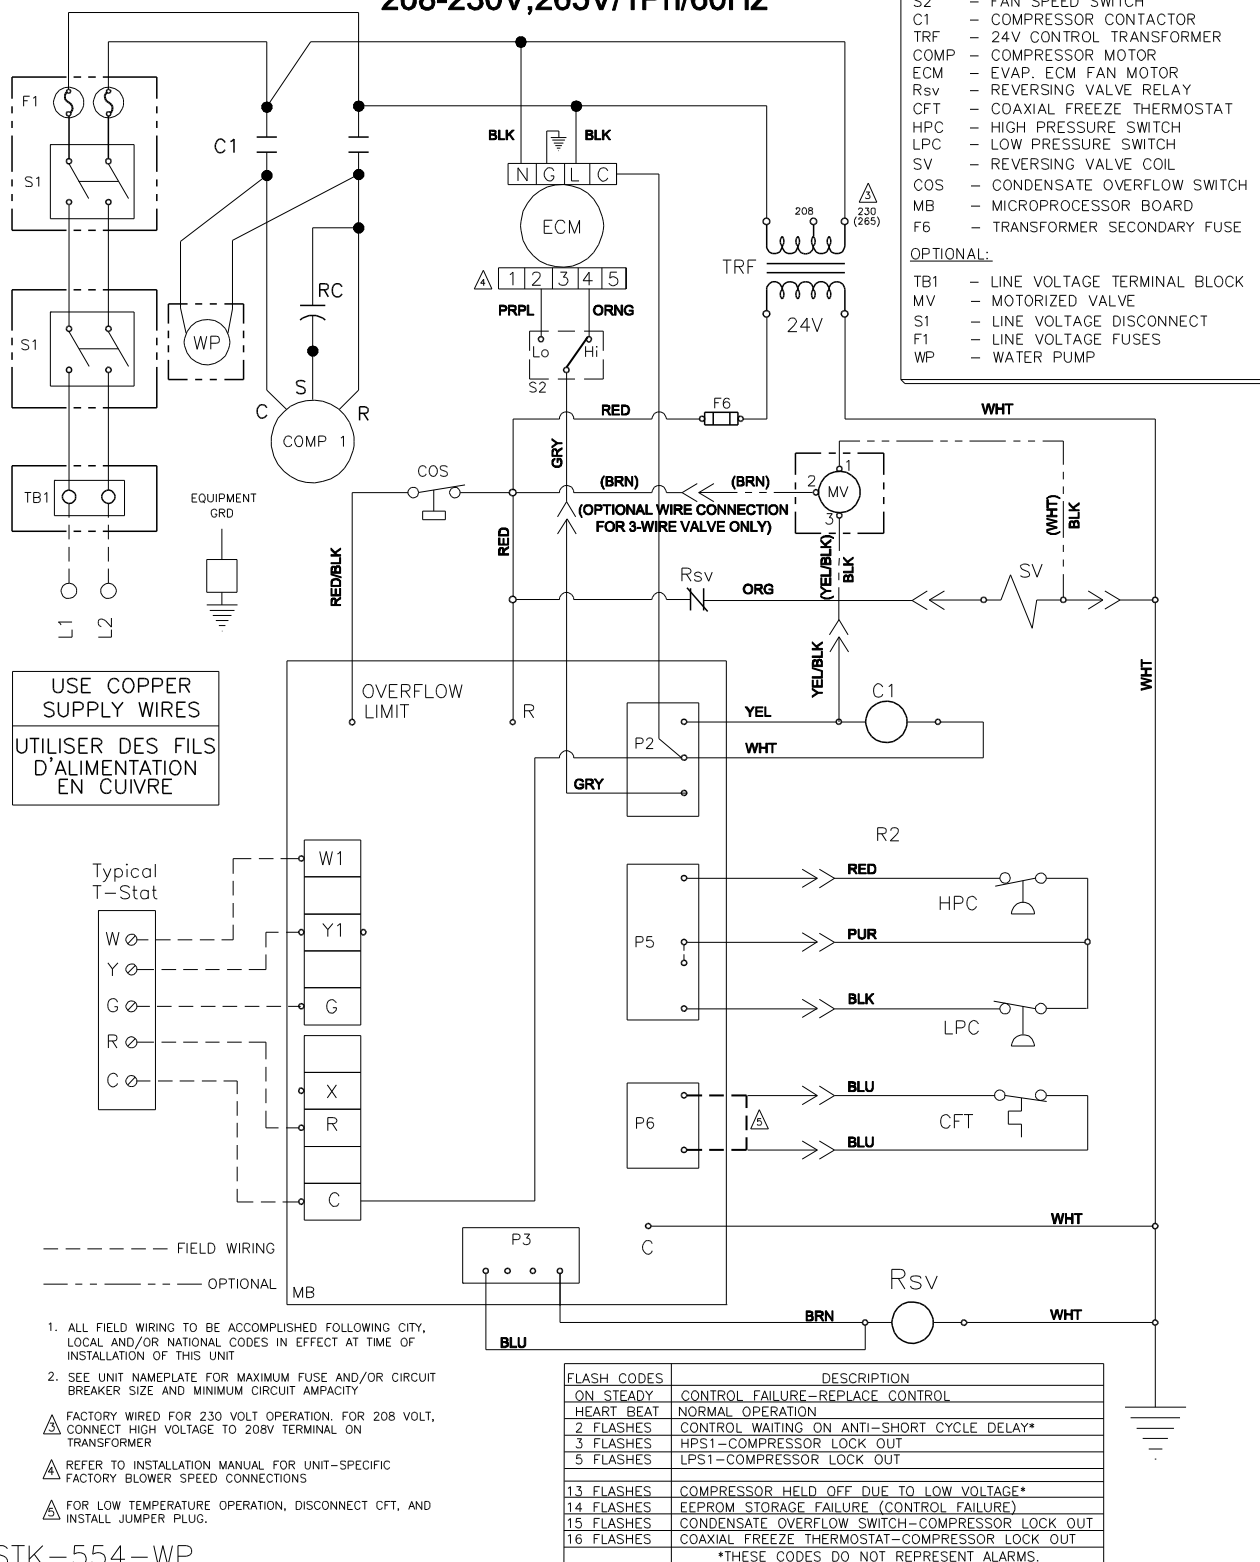 208-230V,265V/1Ph/60Hz
S2 – FAN SPEED SWITCH
C1 – COMPRESSOR CONTACTOR
TRF – 24V CONTROL TRANSFORMER
COMP – COMPRESSOR MOTOR
ECM – EVAP. ECM FAN MOTOR
Rsv – REVERSING VALVE RELAY
CFT – COAXIAL FREEZE THERMOSTAT
HPC – HIGH PRESSURE SWITCH
LPC – LOW PRESSURE SWITCH
SV – REVERSING VALVE COIL
COS – CONDENSATE OVERFLOW SWITCH
MB – MICROPROCESSOR BOARD
F6 – TRANSFORMER SECONDARY FUSE
OPTIONAL:
TB1 – LINE VOLTAGE TERMINAL BLOCK
MV – MOTORIZED VALVE
S1 – LINE VOLTAGE DISCONNECT
F1 – LINE VOLTAGE FUSES
WP – WATER PUMP
F1
S1
C1
BLK
BLK
N G L C
ECM
4
1 2 3 4 5
PRPL
ORNG
Lo
Hi
S2
208
3
230
(265)
TRF
24V
RC
WP
S1
S
C
R
COMP 1
TB1
L1
L2
EQUIPMENT
GRD
RED
F6
WHT
GRY
COS
(BRN)
(BRN)
(OPTIONAL WIRE CONNECTION
FOR 3-WIRE VALVE ONLY)
1
2
MV
3
(WHT)
BLK
RED/BLK
RED
(YEL/BLK)
BLK
Rsv
ORG
SV
YEL/BLK
WHT
USE COPPER
SUPPLY WIRES
UTILISER DES FILS
D'ALIMENTATION
EN CUIVRE
OVERFLOW
LIMIT
R
P2
YEL
C1
WHT
GRY
R2
Typical
T-Stat
W
Y
G
R
C
W1
Y1
G
X
R
C
P5
RED
HPC
PUR
BLK
LPC
P6
5
BLU
CFT
BLU
WHT
C
P3
MB
Rsv
BRN
WHT
BLU
FIELD WIRING
OPTIONAL
1. ALL FIELD WIRING TO BE ACCOMPLISHED FOLLOWING CITY,
LOCAL AND/OR NATIONAL CODES IN EFFECT AT TIME OF
INSTALLATION OF THIS UNIT
2. SEE UNIT NAMEPLATE FOR MAXIMUM FUSE AND/OR CIRCUIT
BREAKER SIZE AND MINIMUM CIRCUIT AMPACITY
3 FACTORY WIRED FOR 230 VOLT OPERATION. FOR 208 VOLT,
CONNECT HIGH VOLTAGE TO 208V TERMINAL ON
TRANSFORMER
4 REFER TO INSTALLATION MANUAL FOR UNIT-SPECIFIC
FACTORY BLOWER SPEED CONNECTIONS
5 FOR LOW TEMPERATURE OPERATION, DISCONNECT CFT, AND
INSTALL JUMPER PLUG.
FLASH CODES DESCRIPTION
ON STEADY CONTROL FAILURE-REPLACE CONTROL
HEART BEAT NORMAL OPERATION
2 FLASHES CONTROL WAITING ON ANTI-SHORT CYCLE DELAY*
3 FLASHES HPS1-COMPRESSOR LOCK OUT
5 FLASHES LPS1-COMPRESSOR LOCK OUT
13 FLASHES COMPRESSOR HELD OFF DUE TO LOW VOLTAGE*
14 FLASHES EEPROM STORAGE FAILURE (CONTROL FAILURE)
15 FLASHES CONDENSATE OVERFLOW SWITCH-COMPRESSOR LOCK OUT
16 FLASHES COAXIAL FREEZE THERMOSTAT-COMPRESSOR LOCK OUT
*THESE CODES DO NOT REPRESENT ALARMS.
STK-554-WP